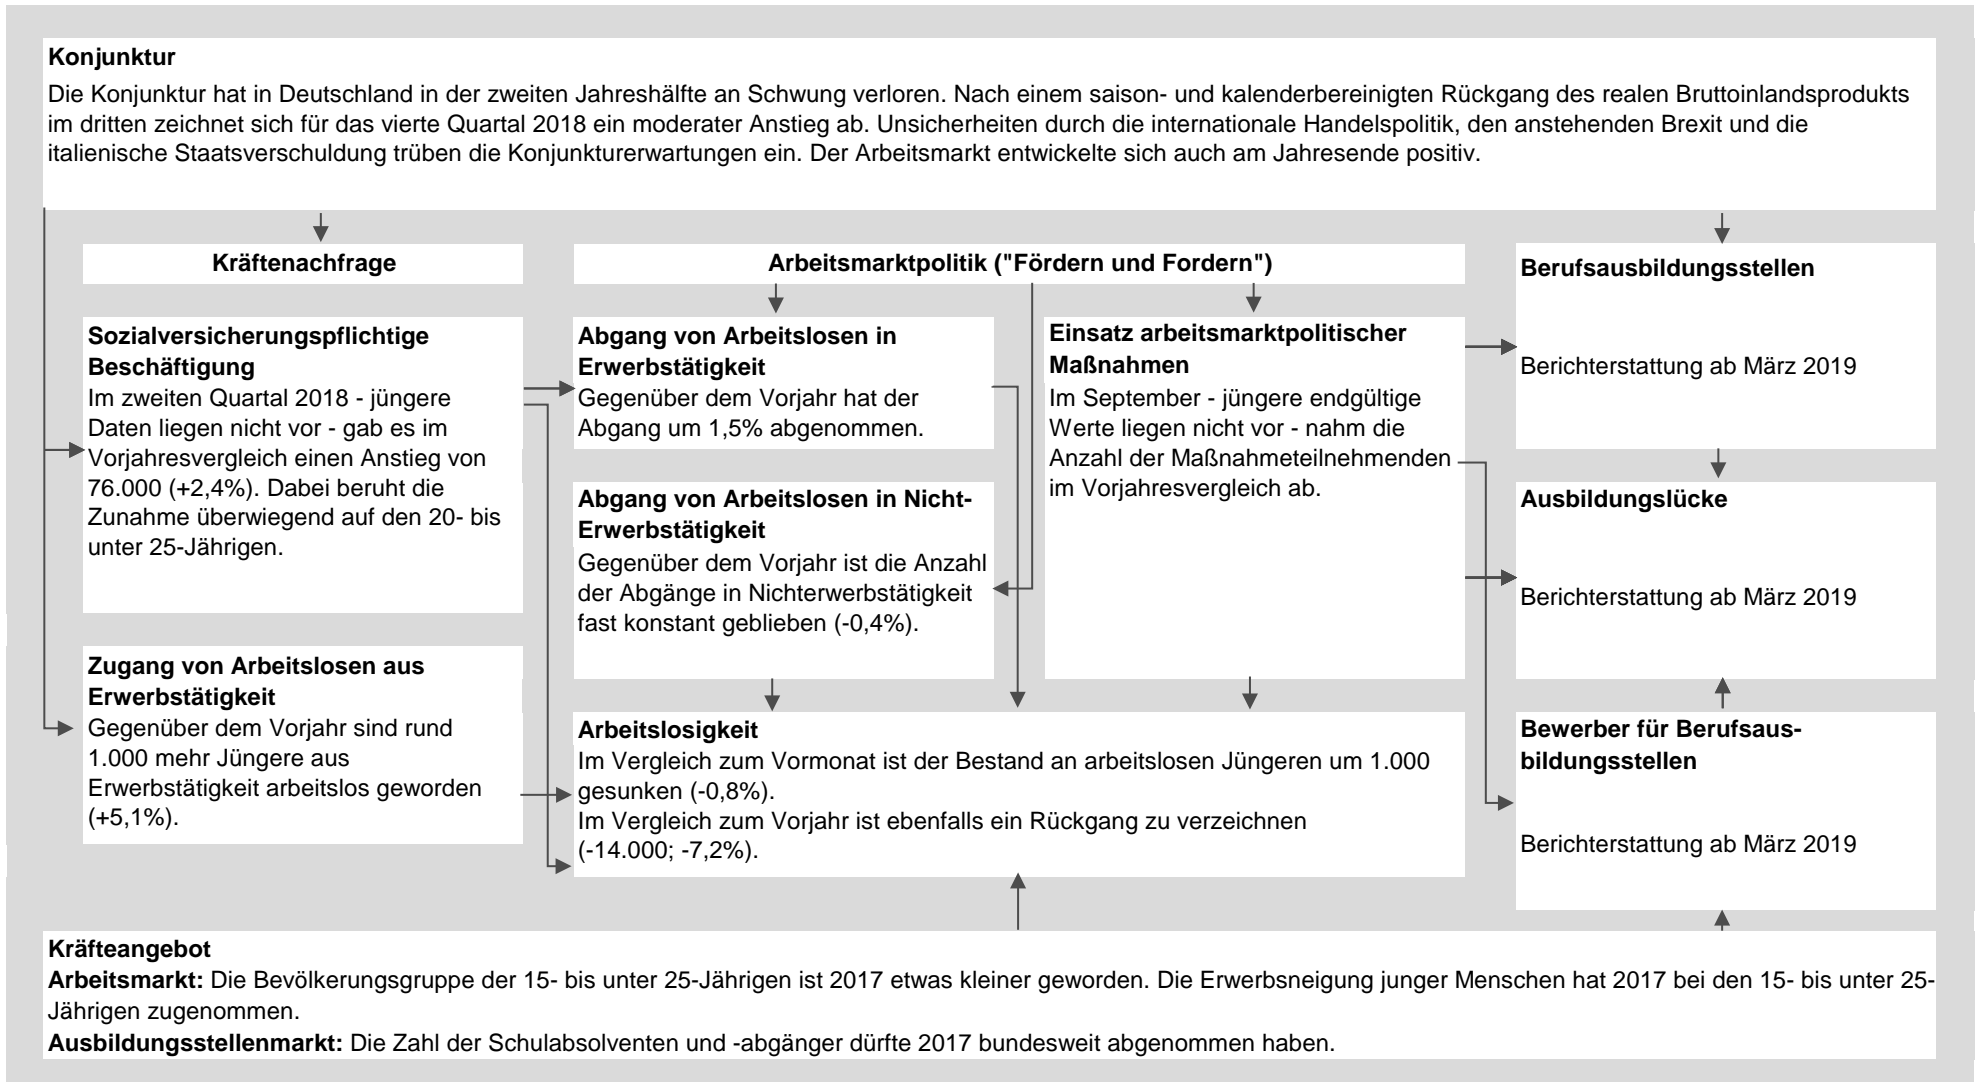 Konjunktur
Die Konjunktur hat in Deutschland in der zweiten Jahreshälfte an Schwung verloren. Nach einem saison- und kalenderbereinigten Rückgang des realen Bruttoinlandsprodukts
im dritten zeichnet sich für das vierte Quartal 2018 ein moderater Anstieg ab. Unsicherheiten durch die internationale Handelspolitik, den anstehenden Brexit und die
italienische Staatsverschuldung trüben die Konjunkturerwartungen ein. Der Arbeitsmarkt entwickelte sich auch am Jahresende positiv.
Kräftenachfrage
Sozialversicherungspflichtige
Beschäftigung
Im zweiten Quartal 2018 - jüngere
Daten liegen nicht vor - gab es im
Vorjahresvergleich einen Anstieg von
76.000 (+2,4%). Dabei beruht die
Zunahme überwiegend auf den 20- bis
unter 25-Jährigen.
Zugang von Arbeitslosen aus
Erwerbstätigkeit
Gegenüber dem Vorjahr sind rund
1.000 mehr Jüngere aus
Erwerbstätigkeit arbeitslos geworden
(+5,1%).
Arbeitsmarktpolitik ("Fördern und Fordern")
Abgang von Arbeitslosen in
Erwerbstätigkeit
Gegenüber dem Vorjahr hat der
Abgang um 1,5% abgenommen.
Abgang von Arbeitslosen in Nicht-
Erwerbstätigkeit
Gegenüber dem Vorjahr ist die Anzahl
der Abgänge in Nichterwerbstätigkeit
fast konstant geblieben (-0,4%).
Einsatz arbeitsmarktpolitischer
Maßnahmen
Im September - jüngere endgültige
Werte liegen nicht vor - nahm die
Anzahl der Maßnahmeteilnehmenden
im Vorjahresvergleich ab.
Arbeitslosigkeit
Im Vergleich zum Vormonat ist der Bestand an arbeitslosen Jüngeren um 1.000
gesunken (-0,8%).
Im Vergleich zum Vorjahr ist ebenfalls ein Rückgang zu verzeichnen
(-14.000; -7,2%).
Berufsausbildungsstellen
Berichterstattung ab März 2019
Ausbildungslücke
Berichterstattung ab März 2019
Bewerber für Berufsaus-
bildungsstellen
Berichterstattung ab März 2019
Kräfteangebot
Arbeitsmarkt: Die Bevölkerungsgruppe der 15- bis unter 25-Jährigen ist 2017 etwas kleiner geworden. Die Erwerbsneigung junger Menschen hat 2017 bei den 15- bis unter 25-
Jährigen zugenommen.
Ausbildungsstellenmarkt: Die Zahl der Schulabsolventen und -abgänger dürfte 2017 bundesweit abgenommen haben.